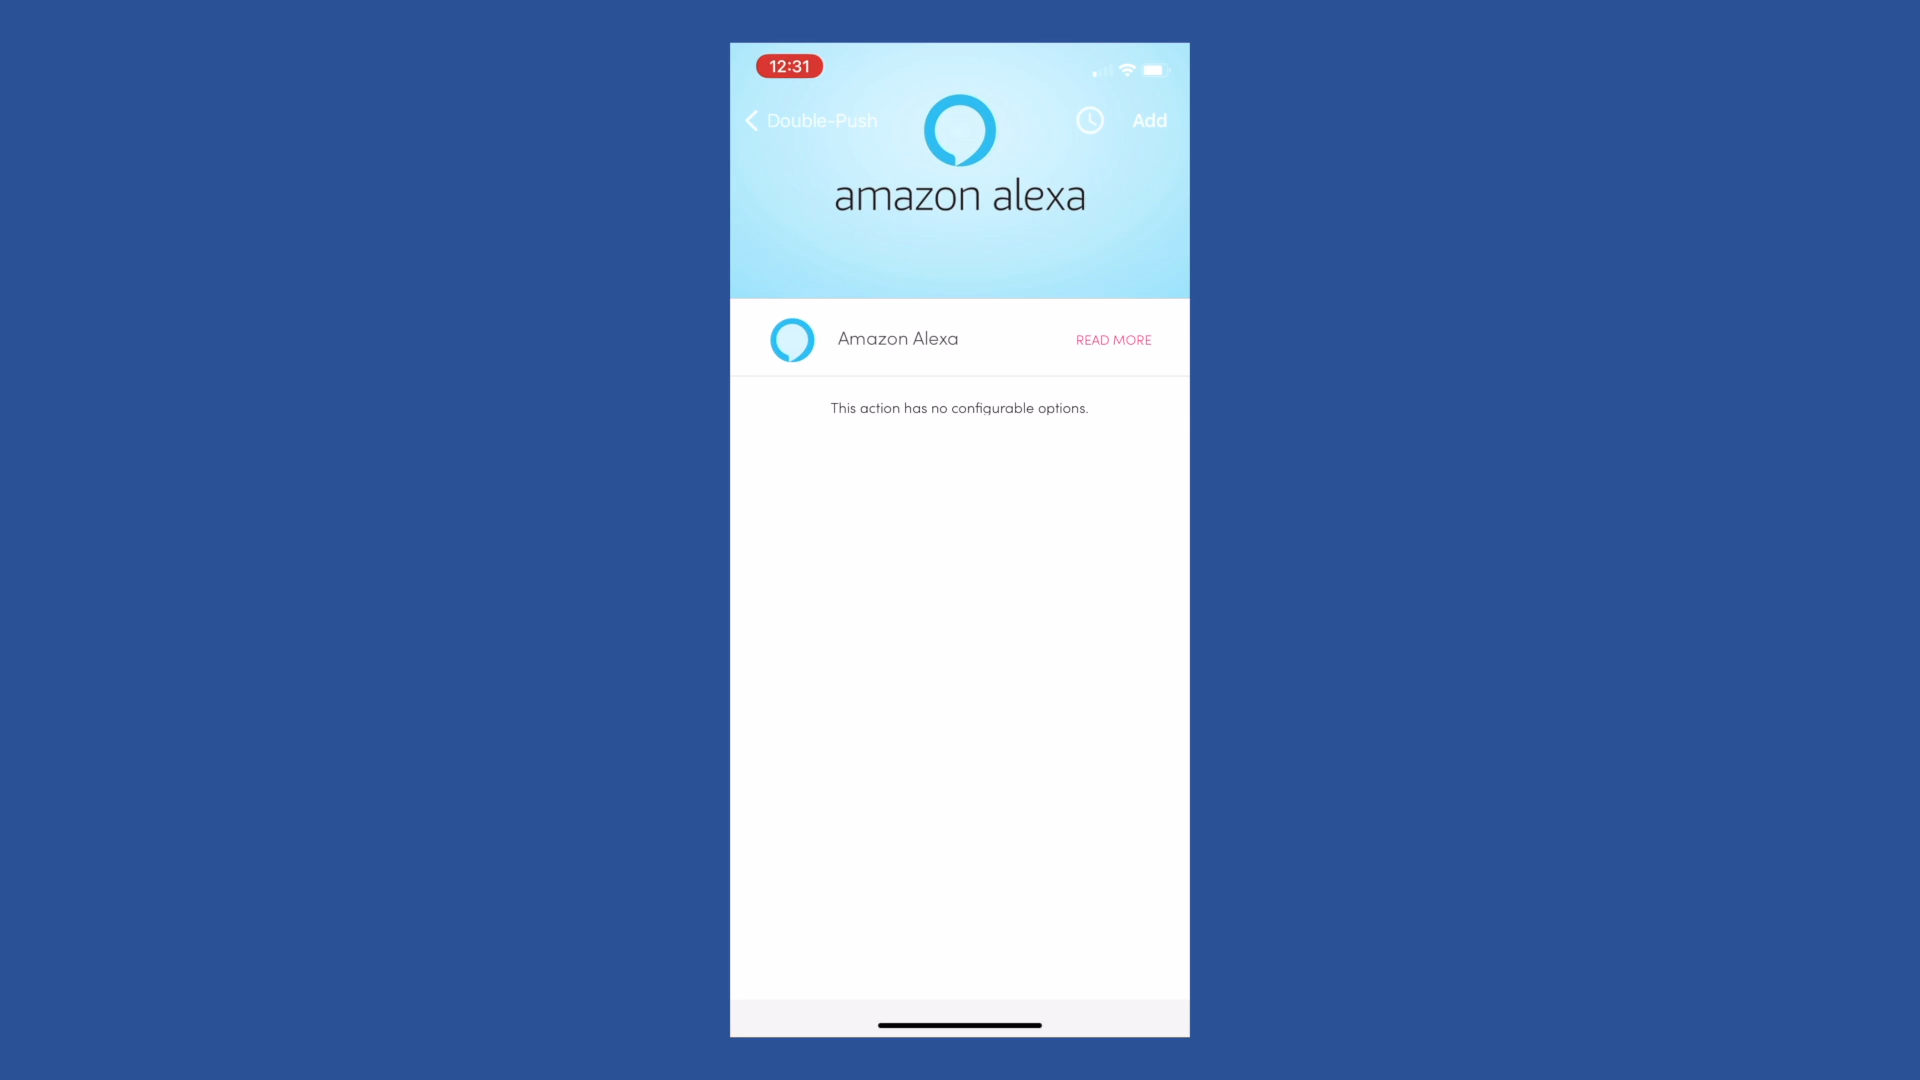 12:31
Double-Push
Add
amazon alexa
Amazon Alexa
READ MORE
This action has no configurable options.